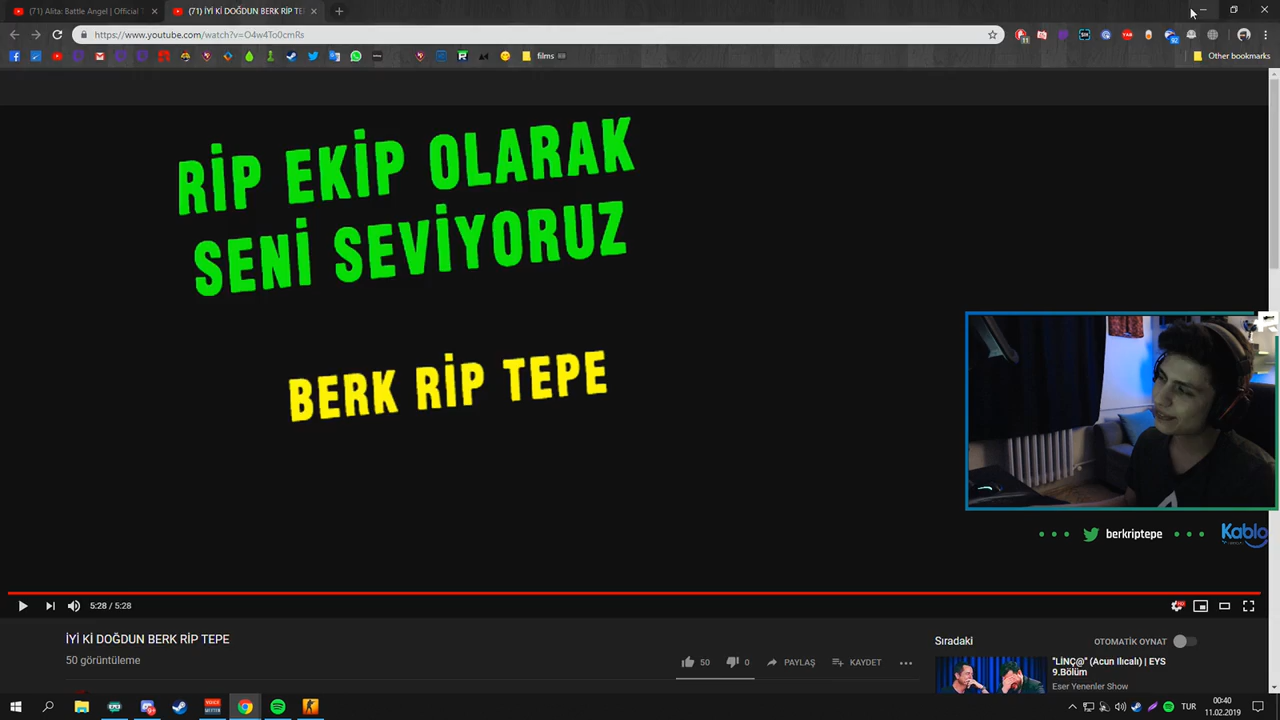 (71) Alita: Battle Angel | Official T
(71) İYİ Kİ DOĞDUN BERK RİP TE
https://www.youtube.com/watch?v=O4w4To0cmRs
films
Other bookmarks
RİP EKİP OLARAK
SENİ SEVİYORUZ
BERK RİP TEPE
berkriptepe
Kablo
5:28 / 5:28
İYİ Kİ DOĞDUN BERK RİP TEPE
50 görüntüleme
50
0
PAYLAŞ
KAYDET
Sıradaki
OTOMATİK OYNAT
"LİNÇ@" (Acun Ilıcalı) | EYS
9.Bölüm
Eser Yenenler Show
TUR
00:40
11.02.2019